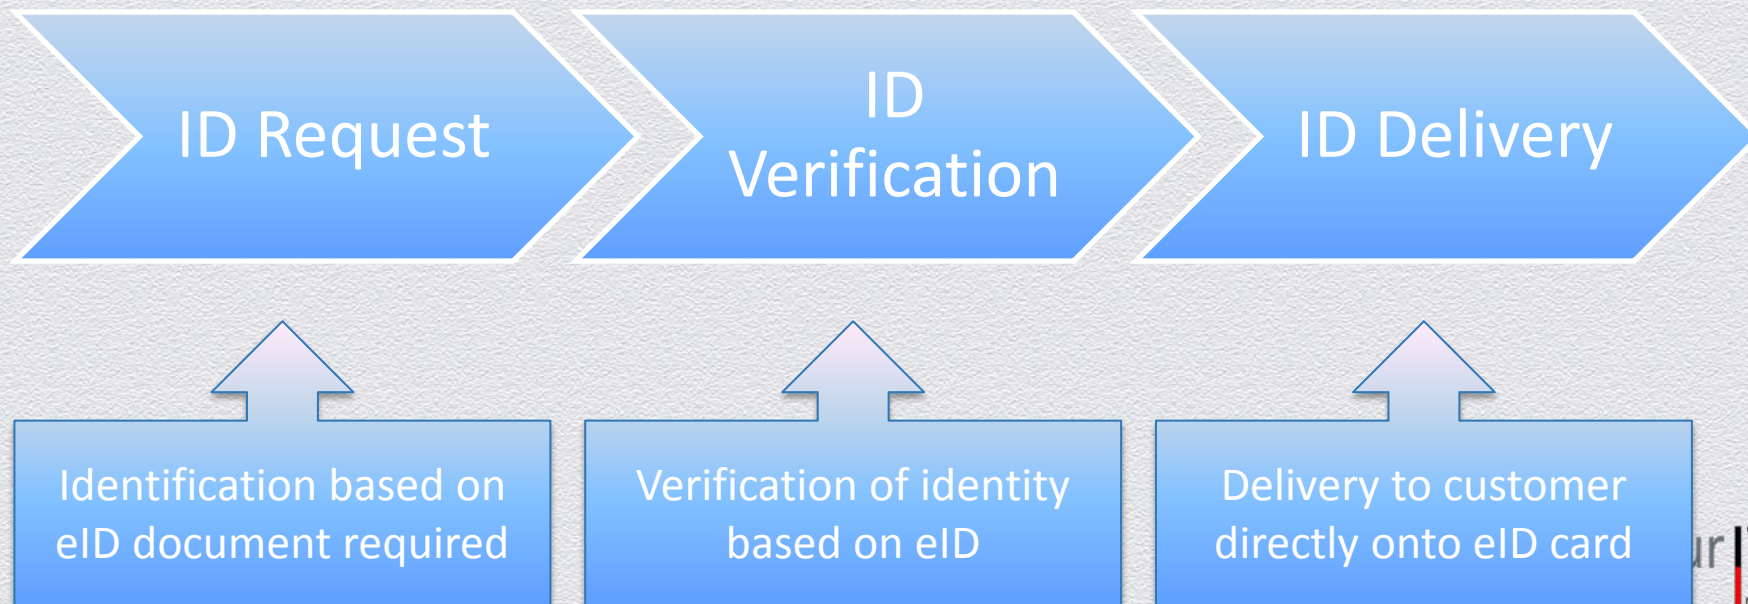 ID Request
ID
Verification
ID Delivery
Identification based on
eID document required
Verification of identity
based on eID
Delivery to customer
directly onto eID card